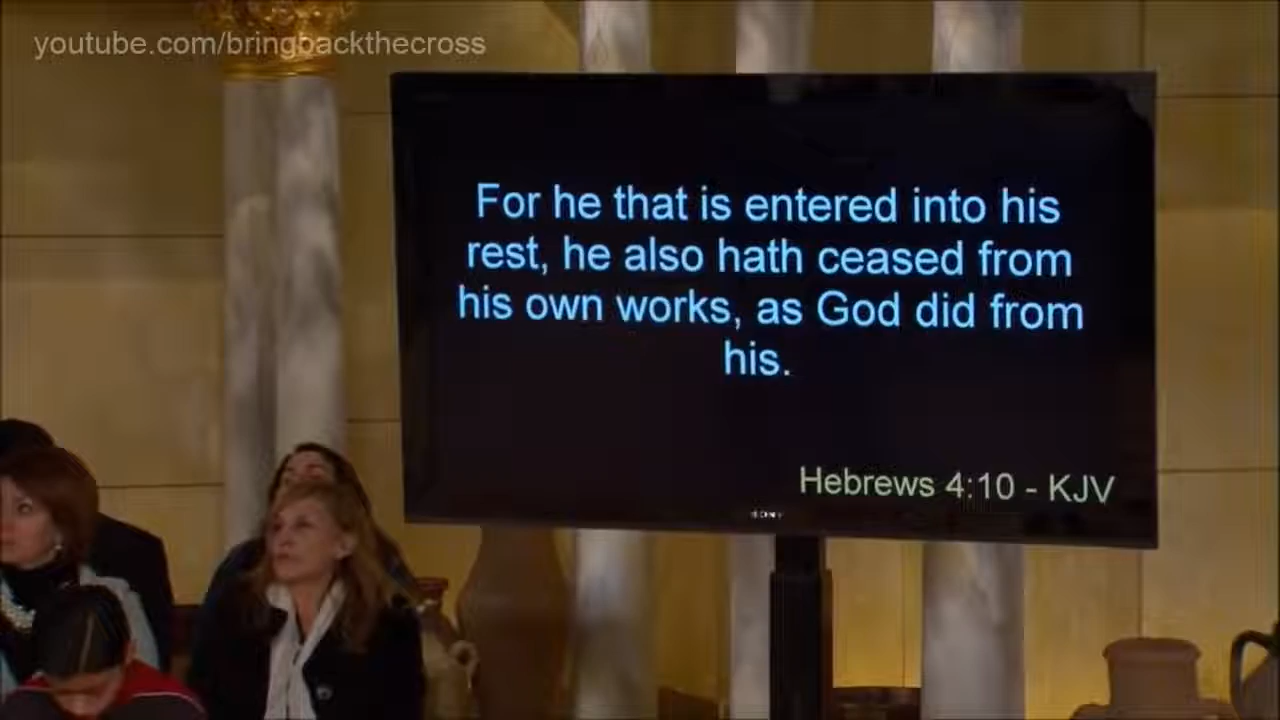 youtube.com/bringbackthecross
For he that is entered into his
rest, he also hath ceased from
his own works, as God did from
his.
Hebrews 4:10 - KJV
SONY